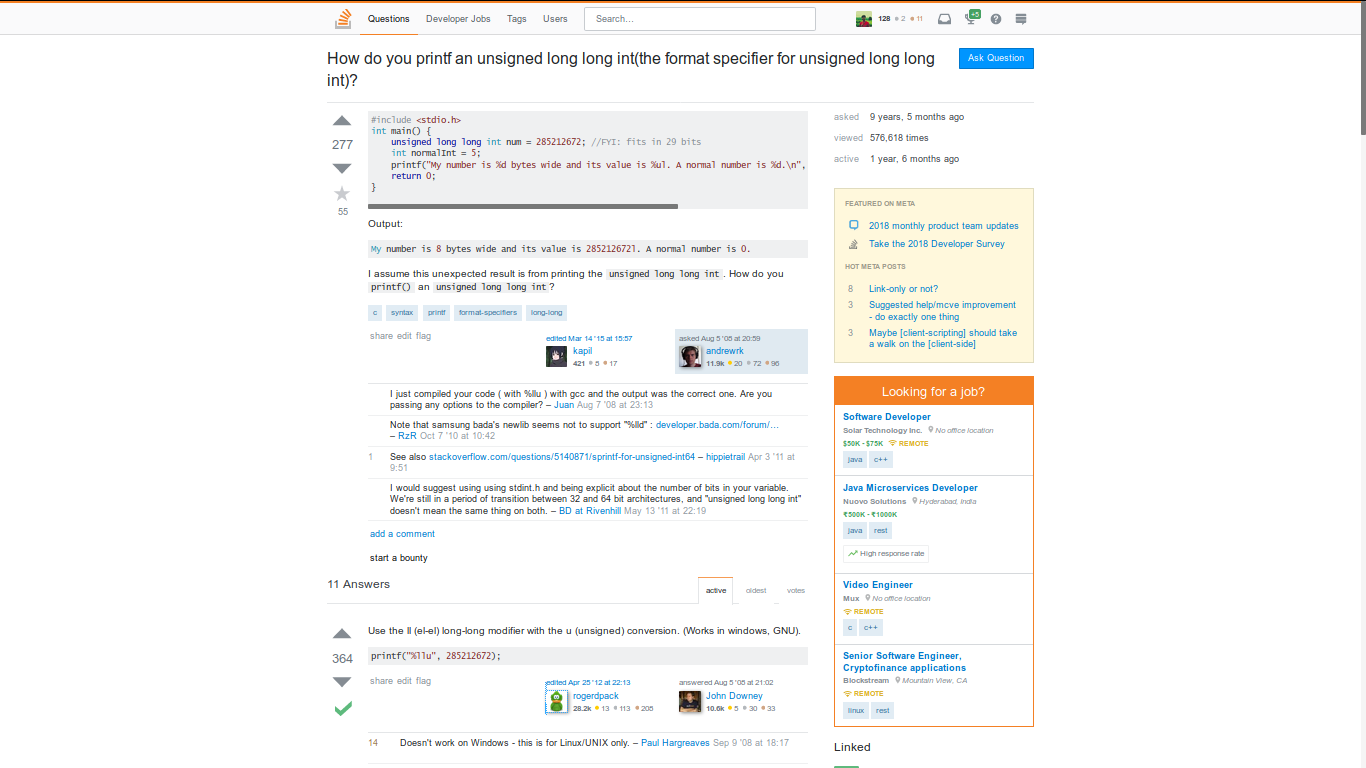 Questions Developer Jobs Tags Users Search... 128 2 11 +5
How do you printf an unsigned long long int(the format specifier for unsigned long long
int)?
Ask Question
277
55
#include <stdio.h>
int main() {
unsigned long long int num = 285212672; //FYI: fits in 29 bits
int normalInt = 5;
printf("My number is %d bytes wide and its value is %ul. A normal number is %d.\n",
return 0;
}
Output:
My number is 8 bytes wide and its value is 285212672l. A normal number is 0.
I assume this unexpected result is from printing the unsigned long long int. How do you
printf() an unsigned long long int?
c syntax printf format-specifiers long-long
share edit flag
edited Mar 14 '15 at 15:57
kapil
421 5 17
asked Aug 5 '08 at 20:59
andrewrk
11.9k 20 72 96
I just compiled your code ( with %llu ) with gcc and the output was the correct one. Are you
passing any options to the compiler? – Juan Aug 7 '08 at 23:13
Note that samsung bada's newlib seems not to support "%lld" : developer.bada.com/forum/…
– RzR Oct 7 '10 at 10:42
1 See also stackoverflow.com/questions/5140871/sprintf-for-unsigned-int64 – hippietrail Apr 3 '11 at
9:51
I would suggest using using stdint.h and being explicit about the number of bits in your variable.
We're still in a period of transition between 32 and 64 bit architectures, and "unsigned long long int"
doesn't mean the same thing on both. – BD at Rivenhill May 13 '11 at 22:19
add a comment
start a bounty
11 Answers
active oldest votes
364
Use the ll (el-el) long-long modifier with the u (unsigned) conversion. (Works in windows, GNU).
printf("%llu", 285212672);
share edit flag
edited Apr 25 '12 at 22:13
rogerdpack
28.2k 13 113 205
answered Aug 5 '08 at 21:02
John Downey
10.6k 5 30 33
14 Doesn't work on Windows - this is for Linux/UNIX only. – Paul Hargreaves Sep 9 '08 at 18:17
asked 9 years, 5 months ago
viewed 576,618 times
active 1 year, 6 months ago
FEATURED ON META
2018 monthly product team updates
Take the 2018 Developer Survey
HOT META POSTS
8 Link-only or not?
3 Suggested help/mcve improvement
- do exactly one thing
3 Maybe [client-scripting] should take
a walk on the [client-side]
Looking for a job?
Software Developer
Solar Technology Inc. No office location
$50K - $75K REMOTE
java c++
Java Microservices Developer
Nuovo Solutions Hyderabad, India
₹500K - ₹1000K
java rest
High response rate
Video Engineer
Mux No office location
REMOTE
c c++
Senior Software Engineer,
Cryptofinance applications
Blockstream Mountain View, CA
REMOTE
linux rest
Linked